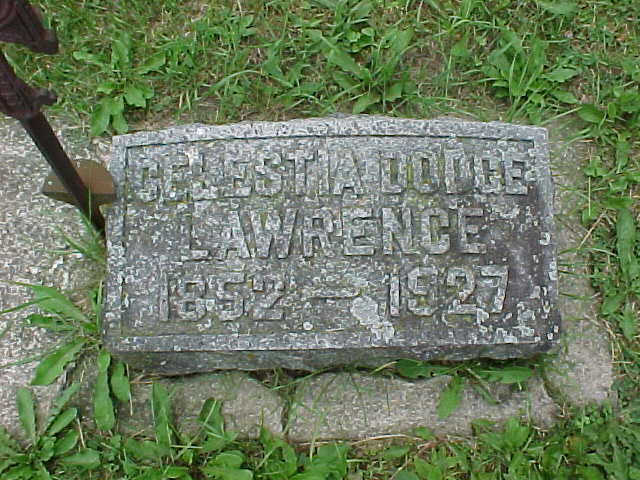 CELESTIA DODGE
LAWRENCE
1852 — 1927